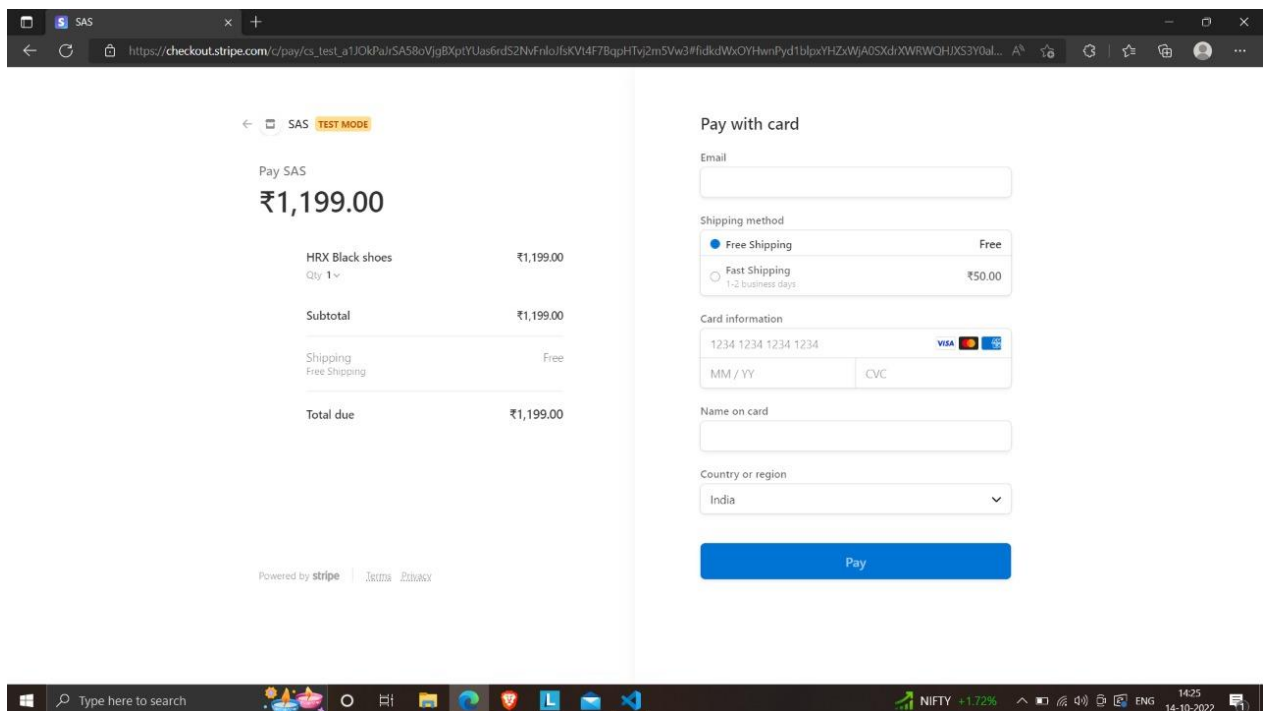 SAS
https://checkout.stripe.com/c/pay/
SAS TEST MODE
Pay SAS
₹1,199.00
HRX Black shoes ₹1,199.00
Qty 1
Subtotal ₹1,199.00
Shipping Free
Free Shipping
Total due ₹1,199.00
Powered by stripe Terms Privacy
Pay with card
Email
Shipping method
Free Shipping Free
Fast Shipping ₹50.00
1-2 business days
Card information
1234 1234 1234 1234 VISA
MM / YY CVC
Name on card
Country or region
India
Pay
Type here to search
NIFTY +1.72% ENG 14:25
14-10-2022